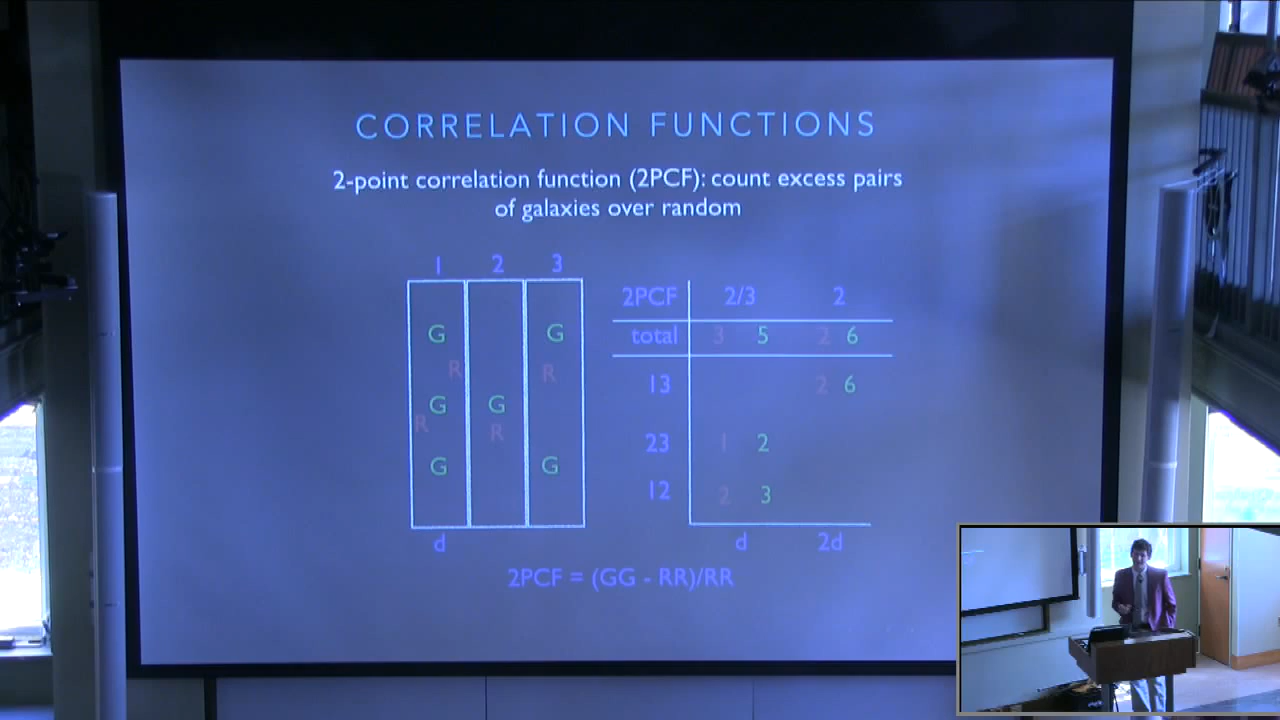 CORRELATION FUNCTIONS
2-point correlation function (2PCF): count excess pairs
of galaxies over random
1 2 3
2PCF 2/3 2
G G
total 3 5 2 6
R R
13 2 6
G G
R R
23 1 2
G G
12 2 3
d d 2d
2PCF = (GG - RR)/RR